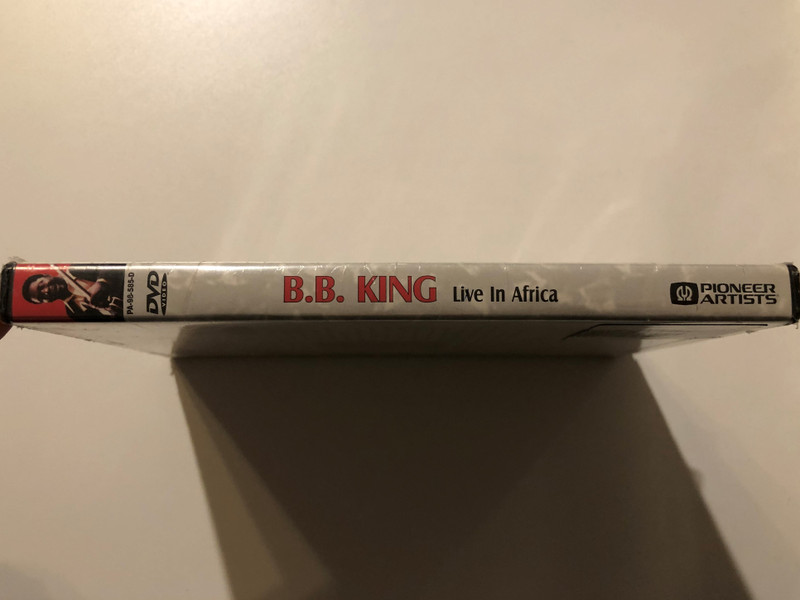 PA-98-585-D
DVD
VIDEO
B.B. KING Live In Africa
PIONEER
ARTISTS